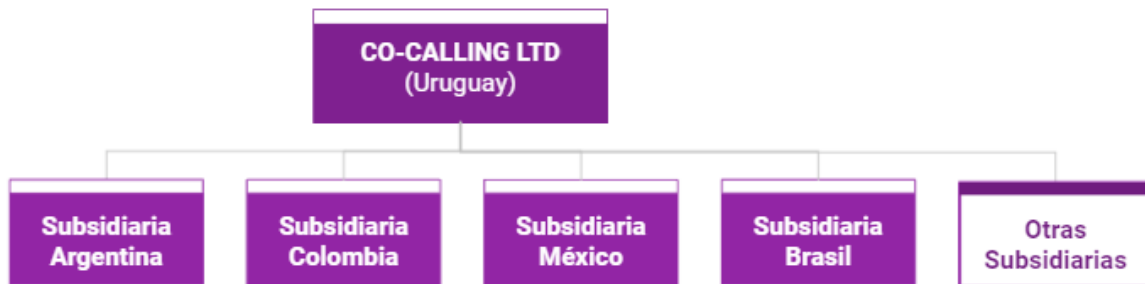 CO-CALLING LTD
(Uruguay)
Subsidiaria
Argentina
Subsidiaria
Colombia
Subsidiaria
México
Subsidiaria
Brasil
Otras
Subsidiarias